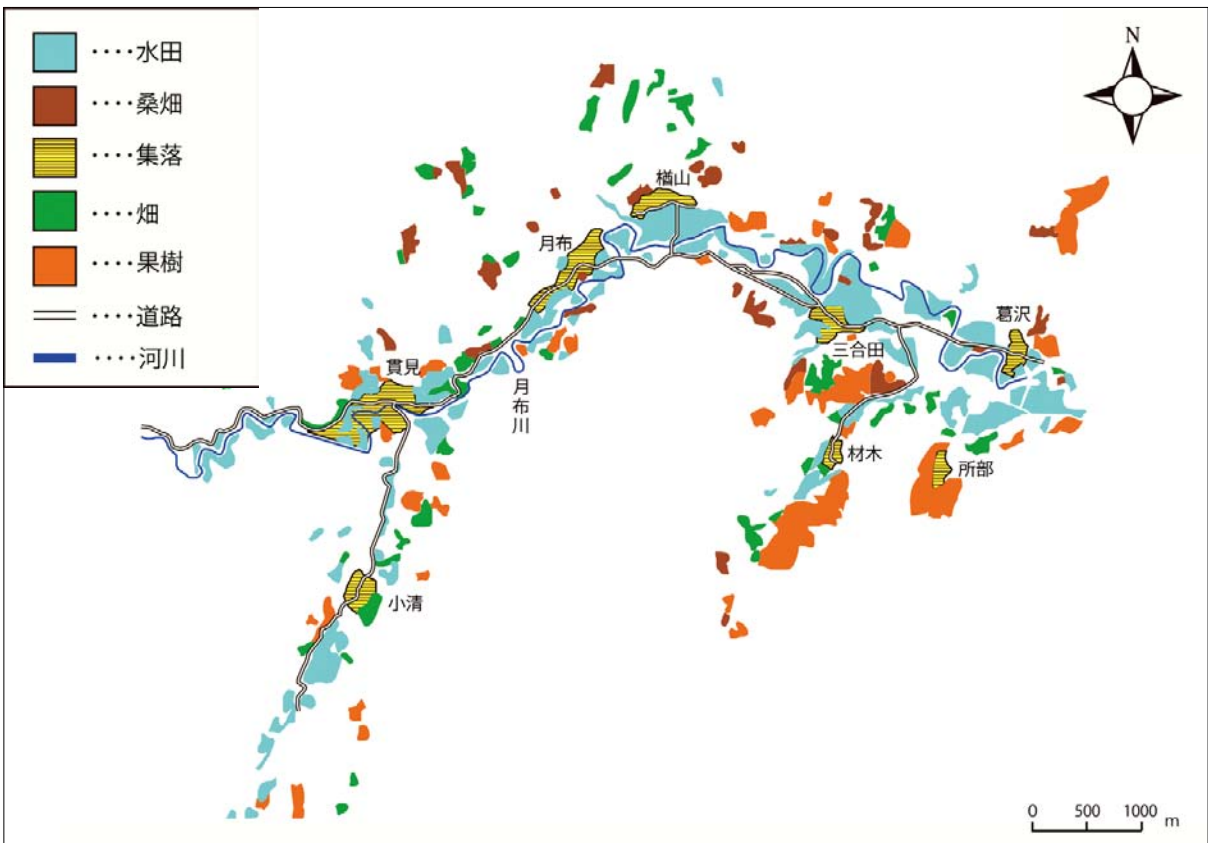 ····水田
····桑畑
····集落
····畑
····果樹
····道路
····河川
N
楢山
月布
葛沢
三合田
貫見
月布川
材木
所部
小清
0 500 1000 m